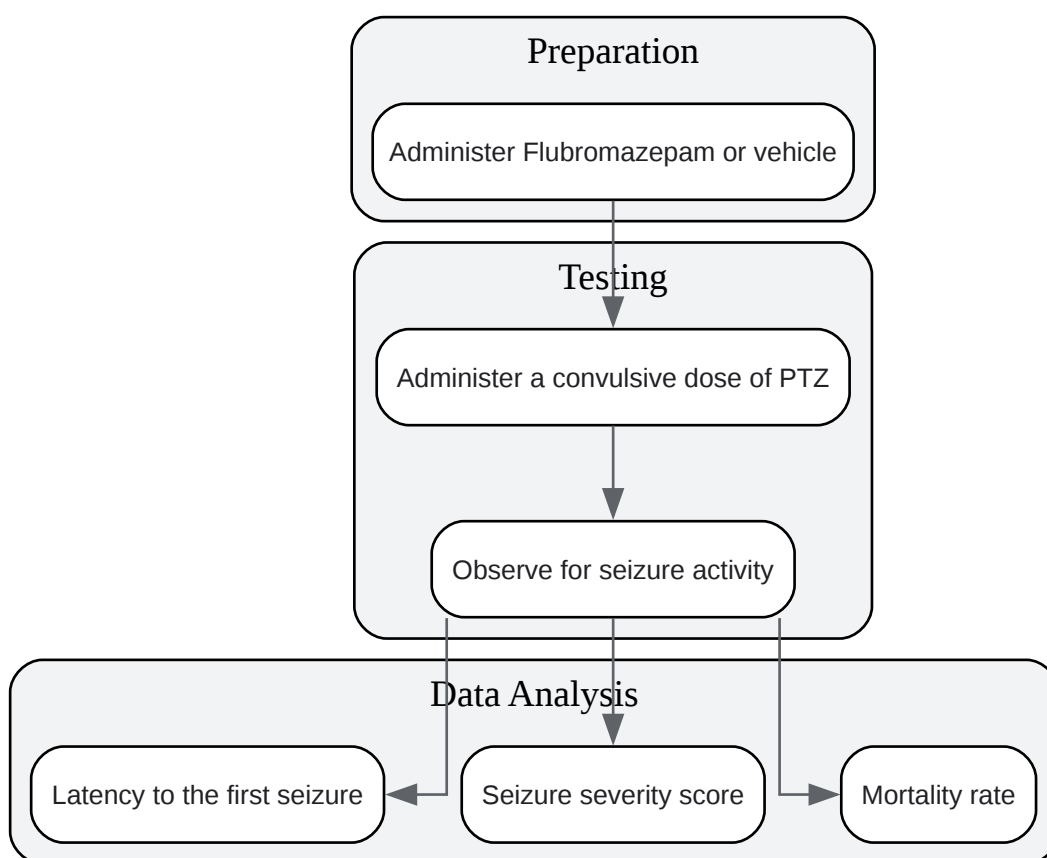 Preparation
Administer Flubromazepam or vehicle
Testing
Administer a convulsive dose of PTZ
Observe for seizure activity
Data Analysis
Latency to the first seizure
Seizure severity score
Mortality rate